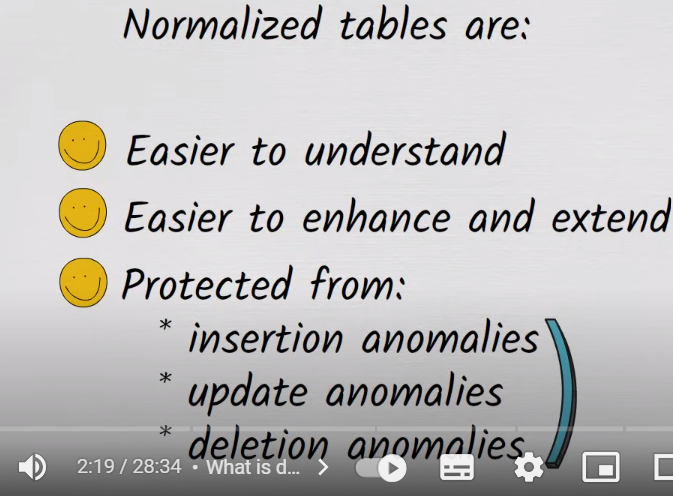 Normalized tables are:
Easier to understand
Easier to enhance and extend
Protected from:
* insertion anomalies
* update anomalies
* deletion anomalies
2:19 / 28:34 • What is d... >